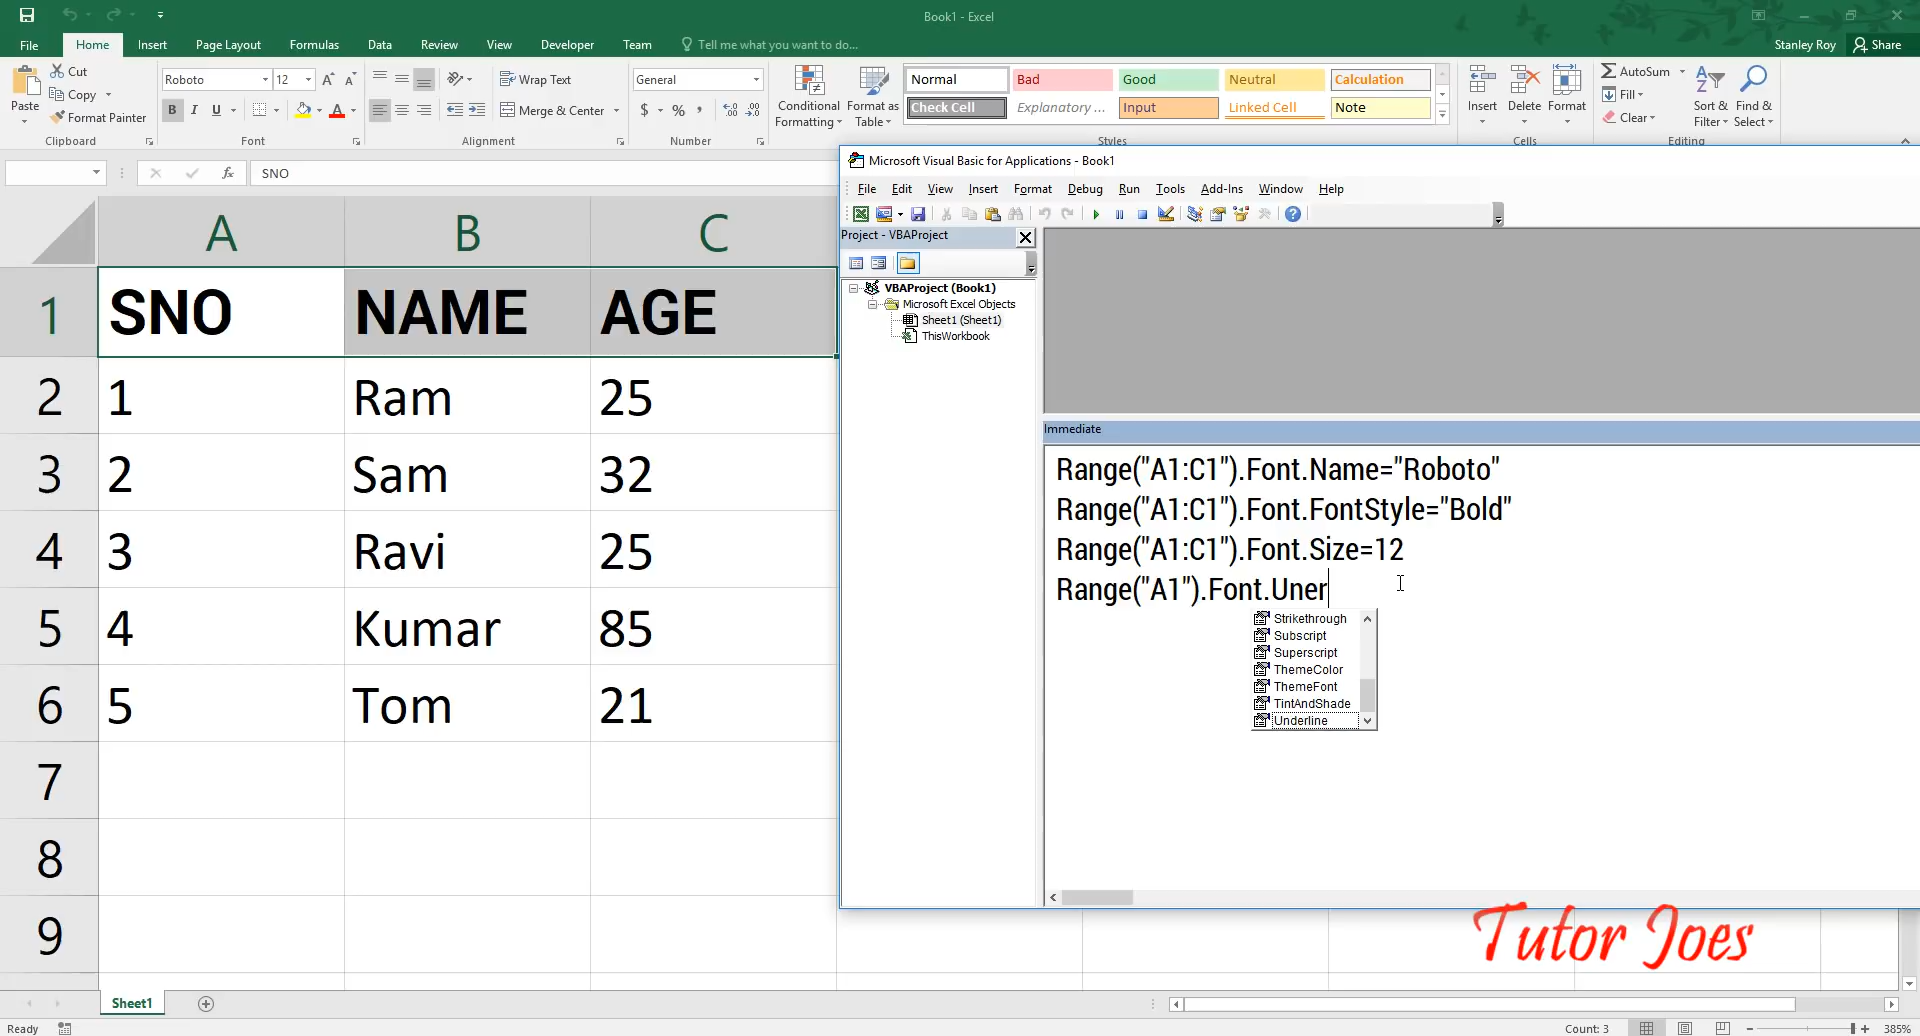 Book1 - Excel
File Home Insert Page Layout Formulas Data Review View Developer Team Tell me what you want to do... Stanley Roy Share
Paste Cut Copy Format Painter Clipboard
Roboto 12 A A B I U A Font
Wrap Text Merge & Center Alignment
General $ % , Number
Conditional Formatting Format as Table
Normal Bad Good Neutral Calculation
Check Cell Explanatory ... Input Linked Cell Note
Styles
Insert Delete Format Cells
AutoSum Fill Clear Sort & Filter Find & Select Editing
fx SNO
Microsoft Visual Basic for Applications - Book1
File Edit View Insert Format Debug Run Tools Add-Ins Window Help
Project - VBAProject
VBAProject (Book1)
Microsoft Excel Objects
Sheet1 (Sheet1)
ThisWorkbook
A B C
1 SNO NAME AGE
2 1 Ram 25
3 2 Sam 32
4 3 Ravi 25
5 4 Kumar 85
6 5 Tom 21
7
8
9
Immediate
Range("A1:C1").Font.Name="Roboto"
Range("A1:C1").Font.FontStyle="Bold"
Range("A1:C1").Font.Size=12
Range("A1").Font.Uner
Strikethrough
Subscript
Superscript
ThemeColor
ThemeFont
TintAndShade
Underline
Tutor Joes
Sheet1
Ready Count: 3 385%